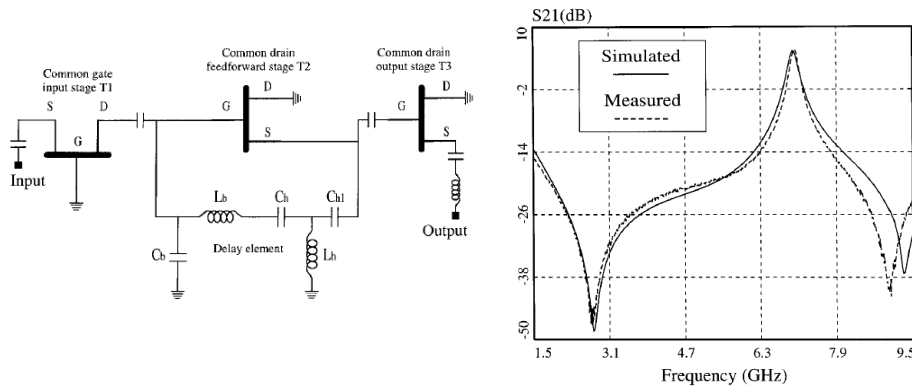 Common gate
input stage T1
S
D
G
Input
Common drain
feedforward stage T2
D
G
S
Common drain
output stage T3
D
G
S
Output
Lb
Ch
Ch1
Cb
Delay element
Lh
S21(dB)
10
-2
-14
-26
-38
-50
Simulated
Measured
1.5
3.1
4.7
6.3
7.9
9.5
Frequency (GHz)